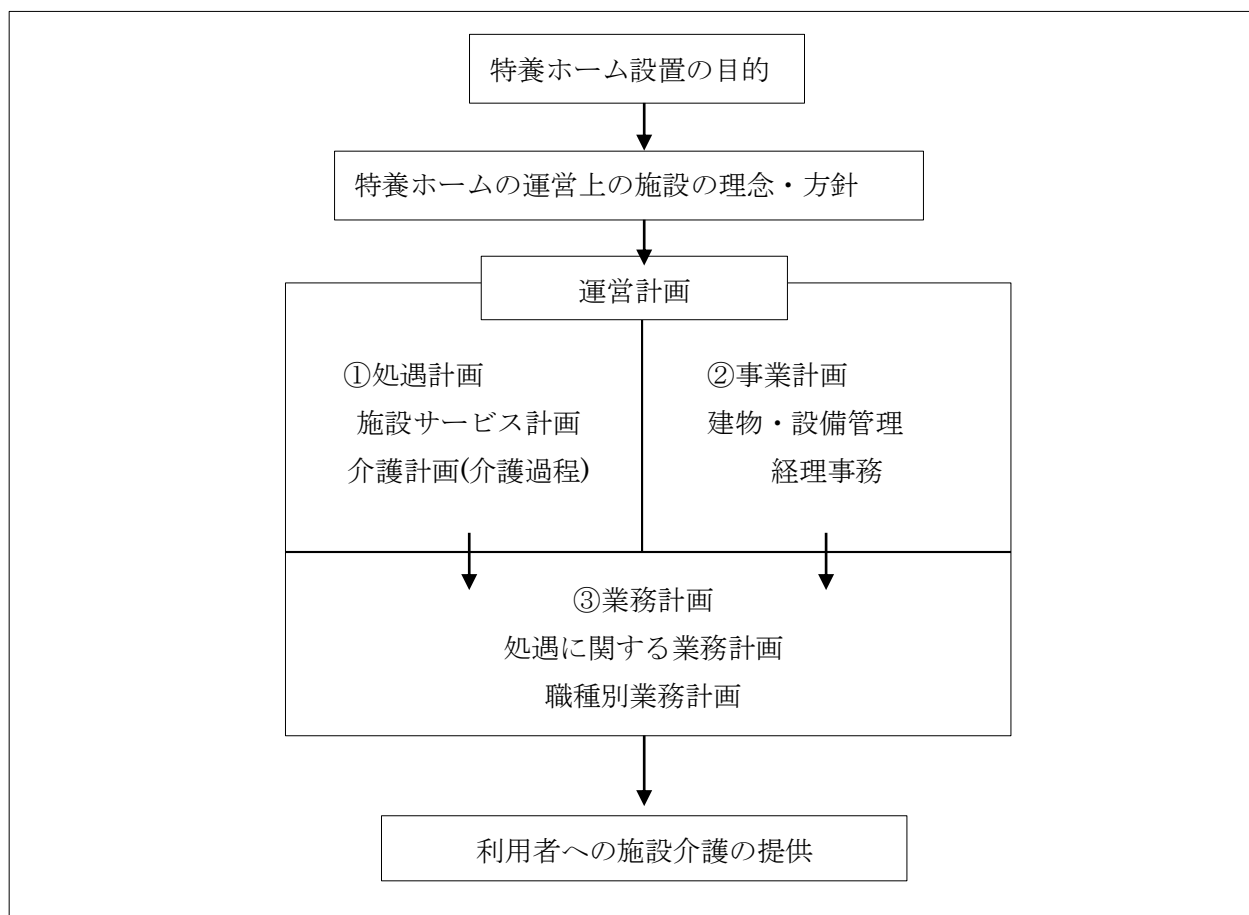 特養ホーム設置の目的
特養ホームの運営上の施設の理念・方針
運営計画
①処遇計画
施設サービス計画
介護計画(介護過程)
②事業計画
建物・設備管理
経理事務
③業務計画
処遇に関する業務計画
職種別業務計画
利用者への施設介護の提供